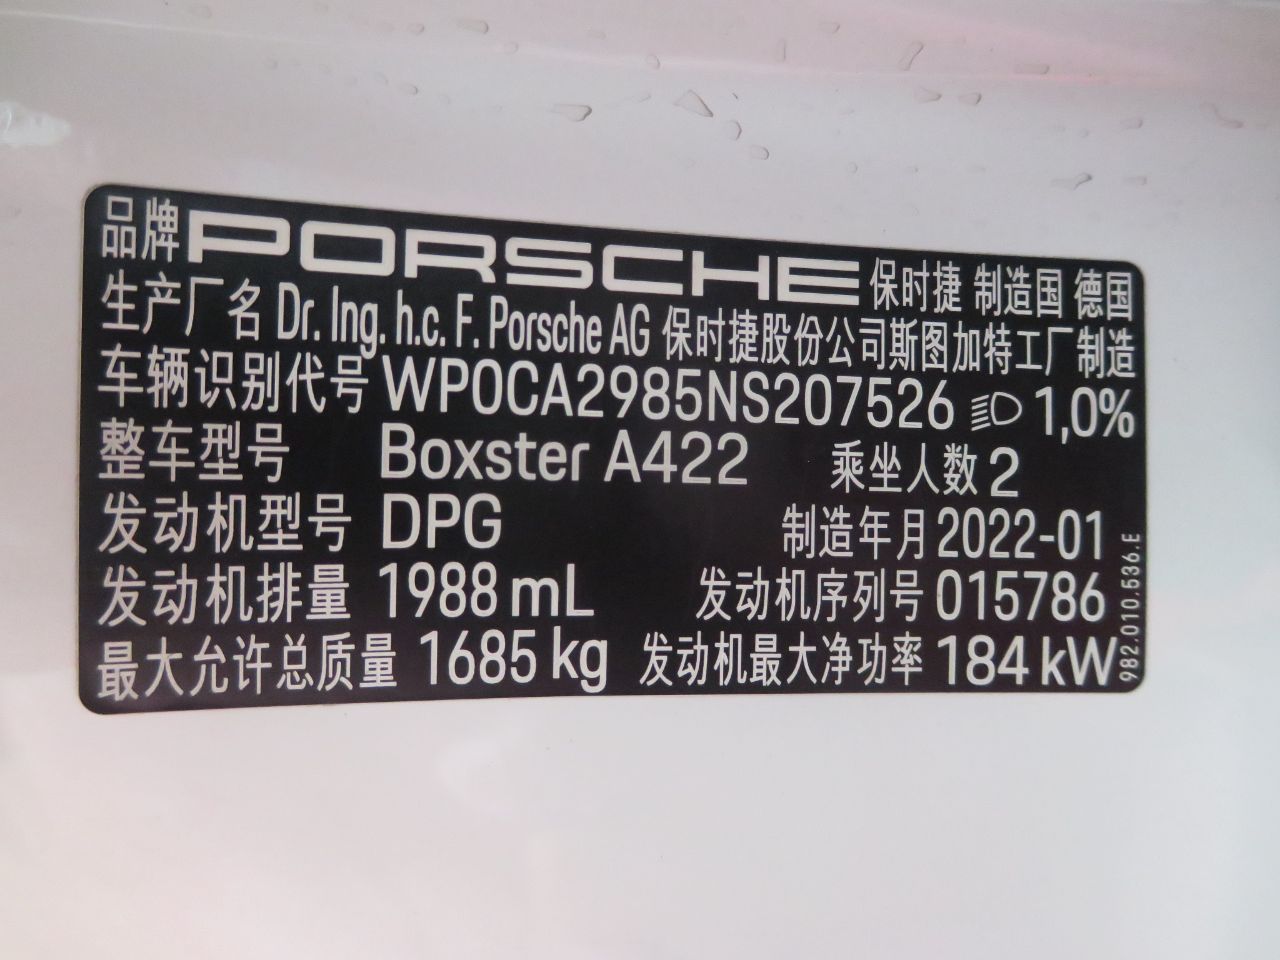 品牌 PORSCHE 保时捷 制造国 德国
生产厂名 Dr. Ing. h.c. F. Porsche AG 保时捷股份公司斯图加特工厂制造
车辆识别代号 WP0CA2985NS207526 1,0%
整车型号 Boxster A422 乘坐人数 2
发动机型号 DPG 制造年月 2022-01
发动机排量 1988 mL 发动机序列号 015786
最大允许总质量 1685 kg 发动机最大净功率 184 kW
982.010.536.E